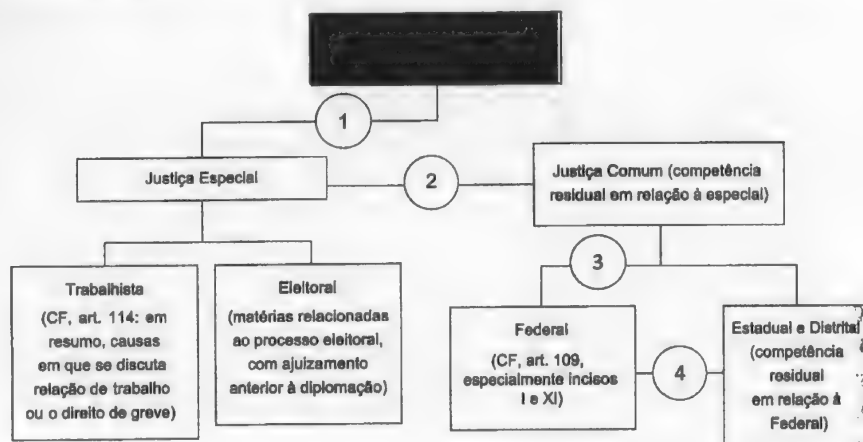 1
Justiça Especial
2
Justiça Comum (competência
residual em relação à especial)
3
Trabalhista
(CF, art. 114: em
resumo, causas
em que se discuta
relação de trabalho
ou o direito de greve)
Eleitoral
(matérias relacionadas
ao processo eleitoral,
com ajuizamento
anterior à diplomação)
Federal
(CF, art. 109,
especialmente incisos
I e XI)
4
Estadual e Distrital
(competência
residual
em relação à
Federal)